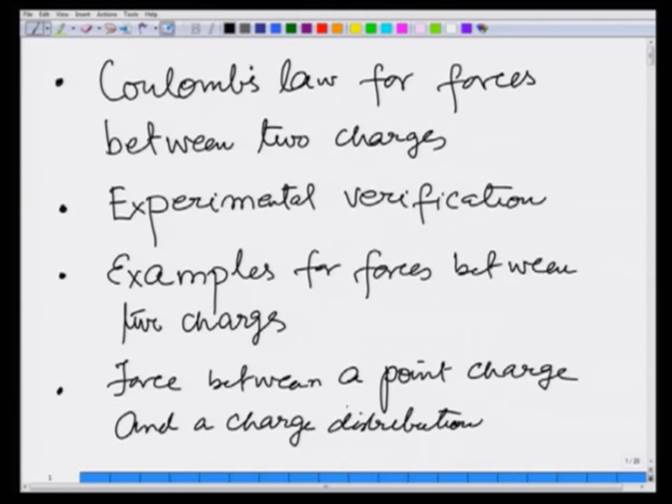 File Edit View Insert Actions Tools Help
• Coulomb's law for forces
between two charges
• Experimental verification
• Examples for forces between
two charges
• Force between a point charge
and a charge distribution
1 / 20
1